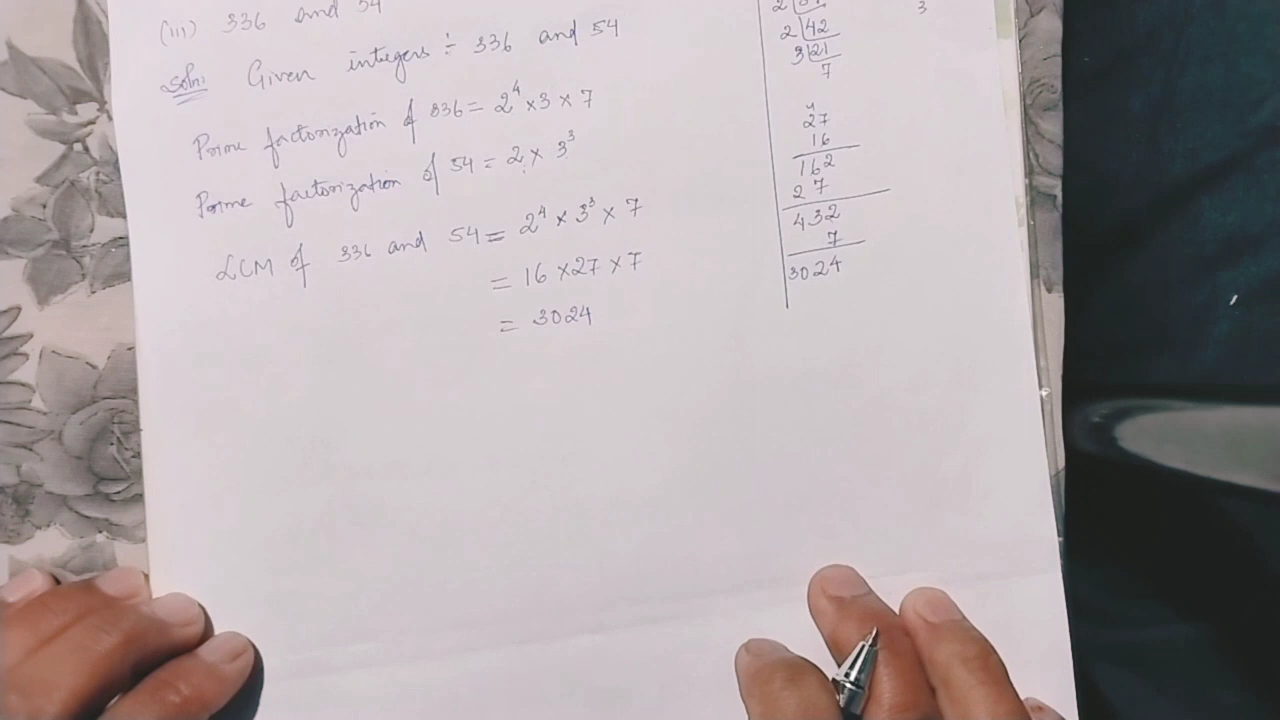 (iii) 336 and 54
Soln: Given integers ÷ 336 and 54
Prime factorization of 336 = 2⁴ × 3 × 7
Prime factorization of 54 = 2 × 3³
LCM of 336 and 54 = 2⁴ × 3³ × 7
= 16 × 27 × 7
= 3024
2 42
3 21
7
3
4
27
16
162
27
432
7
3024